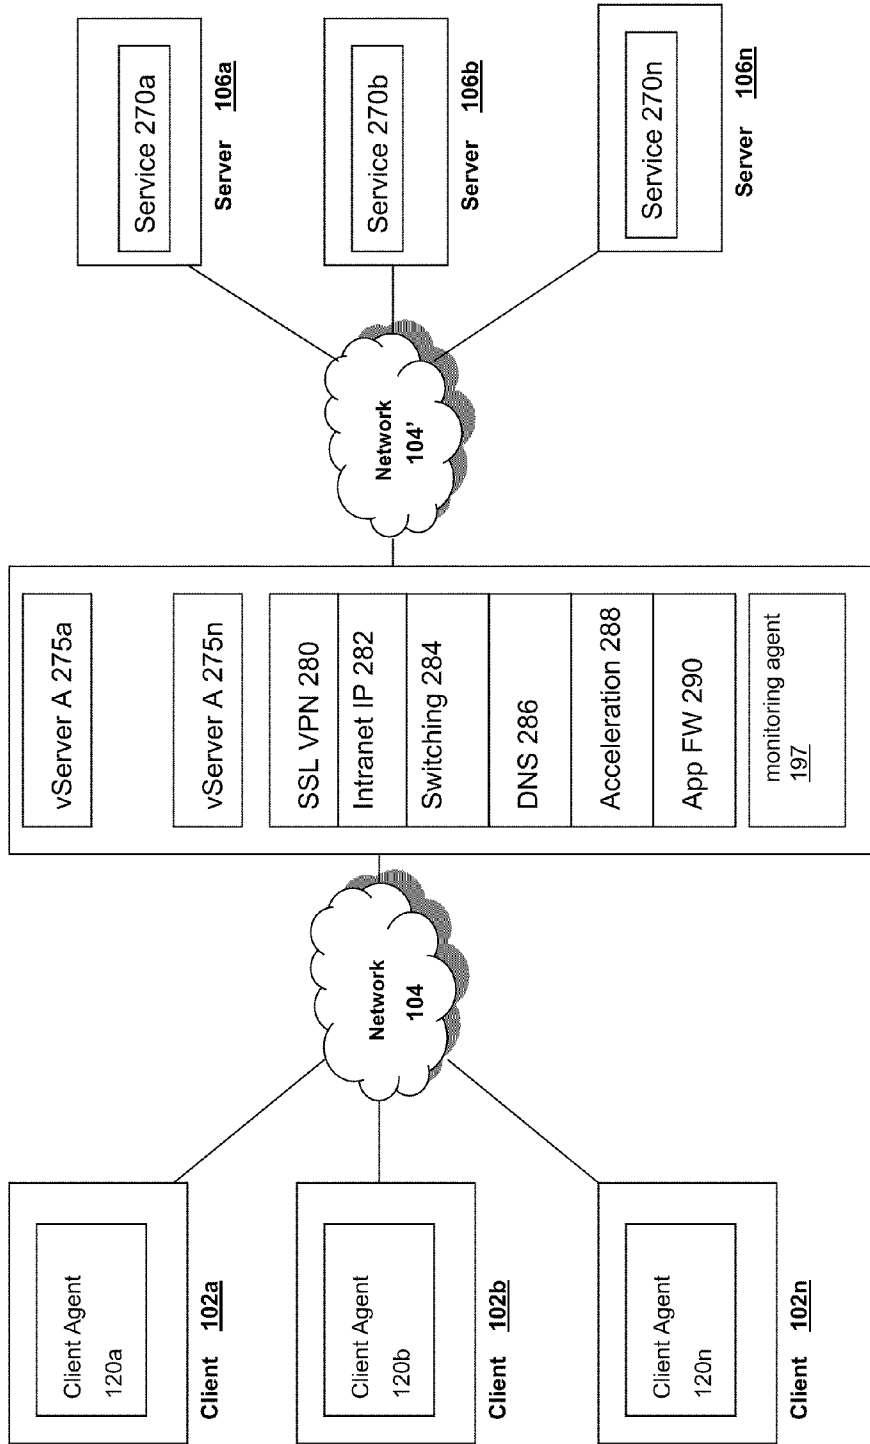 Client Agent
120a
Client 102a
Client Agent
120b
Client 102b
Client Agent
120n
Client 102n
Network
104
vServer A 275a
vServer A 275n
SSL VPN 280
Intranet IP 282
Switching 284
DNS 286
Acceleration 288
App FW 290
monitoring agent
197
Network
104’
Service 270a
Server 106a
Service 270b
Server 106b
Service 270n
Server 106n